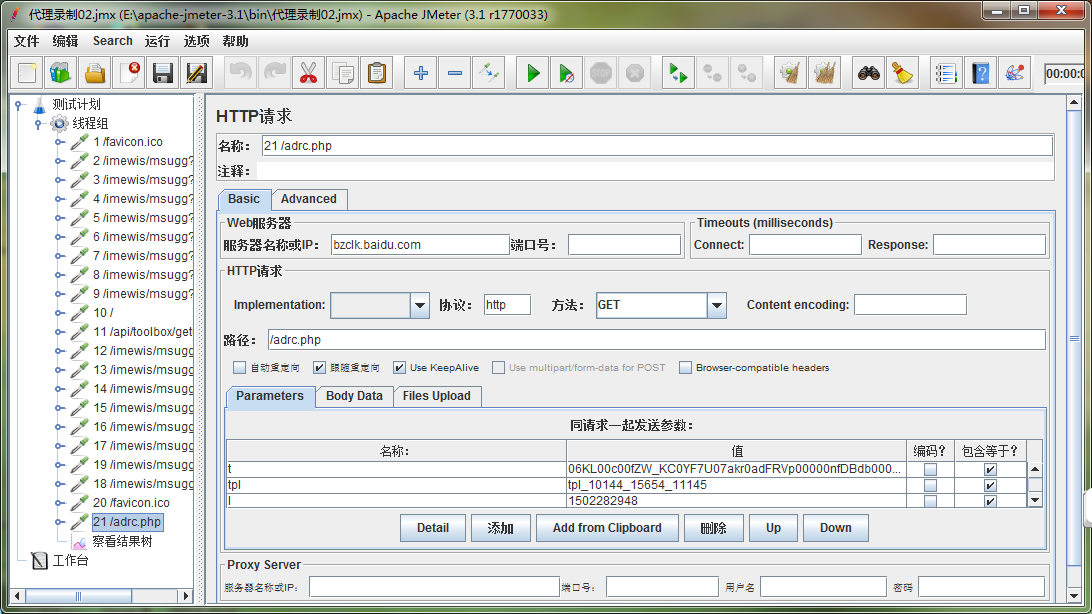 代理录制02.jmx (E:\apache-jmeter-3.1\bin\代理录制02.jmx) - Apache JMeter (3.1 r1770033)
文件 编辑 Search 运行 选项 帮助
STOP 00:00:0
测试计划
线程组
1 /favicon.ico
2 /imewis/msugg?
3 /imewis/msugg?
4 /imewis/msugg?
5 /imewis/msugg?
6 /imewis/msugg?
7 /imewis/msugg?
8 /imewis/msugg?
9 /imewis/msugg?
10 /
11 /api/toolbox/get
12 /imewis/msugg
13 /imewis/msugg
14 /imewis/msugg
15 /imewis/msugg
16 /imewis/msugg
17 /imewis/msugg
19 /imewis/msugg
18 /imewis/msugg
20 /favicon.ico
21 /adrc.php
察看结果树
工作台
HTTP请求
名称： 21 /adrc.php
注释：
Basic Advanced
Web服务器
服务器名称或IP： bzclk.baidu.com 端口号：
Timeouts (milliseconds)
Connect: Response:
HTTP请求
Implementation: 协议： http 方法： GET Content encoding:
路径： /adrc.php
自动重定向 跟随重定向 Use KeepAlive Use multipart/form-data for POST Browser-compatible headers
Parameters Body Data Files Upload
同请求一起发送参数：
名称： 值 编码？ 包含等于？
t 06KL00c00fZW_KC0YF7U07akr0adFRVp00000nfDBdb000...
tpl tpl_10144_15654_11145
l 1502282948
Detail 添加 Add from Clipboard 删除 Up Down
Proxy Server
服务器名称或IP： 端口号： 用户名 密码